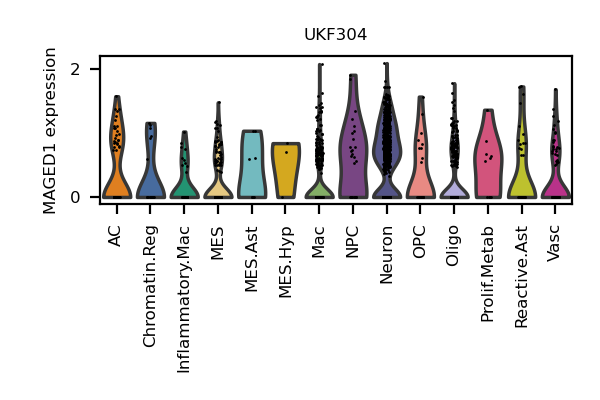 UKF304
MAGED1 expression
2
0
AC
Chromatin.Reg
Inflammatory.Mac
MES
MES.Ast
MES.Hyp
Mac
NPC
Neuron
OPC
Oligo
Prolif.Metab
Reactive.Ast
Vasc